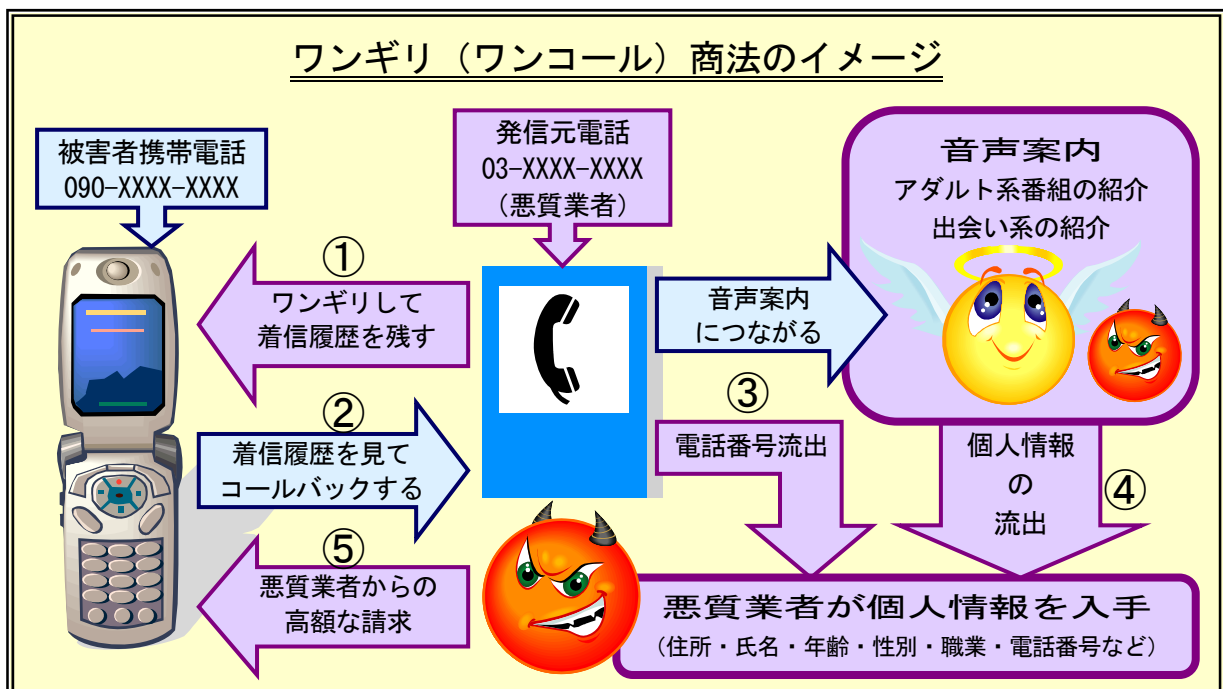 ワンギリ（ワンコール）商法のイメージ
被害者携帯電話
090-XXXX-XXXX
発信元電話
03-XXXX-XXXX
（悪質業者）
音声案内
アダルト系番組の紹介
出会い系の紹介
①
ワンギリして
着信履歴を残す
音声案内
につながる
②
着信履歴を見て
コールバックする
③
電話番号流出
個人情報
の
流出
④
⑤
悪質業者からの
高額な請求
悪質業者が個人情報を入手
（住所・氏名・年齢・性別・職業・電話番号など）